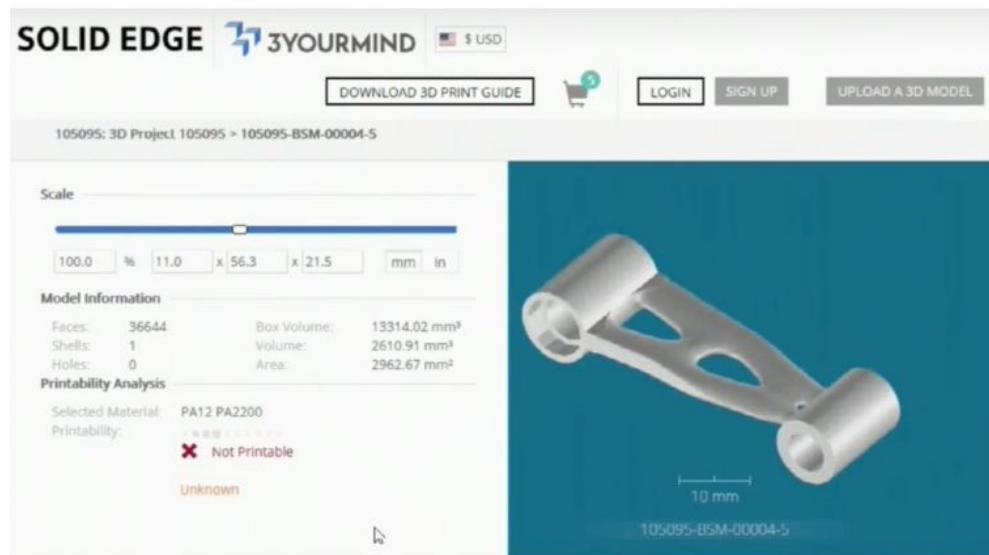 SOLID EDGE 3YOURMIND $ USD
DOWNLOAD 3D PRINT GUIDE 5 LOGIN SIGN UP UPLOAD A 3D MODEL
105095: 3D Project 105095 > 105095-BSM-00004-5
Scale
100.0 % 11.0 x 56.3 x 21.5 mm in
Model Information
Faces: 36644 Box Volume: 13314.02 mm³
Shells: 1 Volume: 2610.91 mm³
Holes: 0 Area: 2962.67 mm²
Printability Analysis
Selected Material: PA12 PA2200
Printability:
Not Printable
Unknown
10 mm
105095-BSM-00004-5